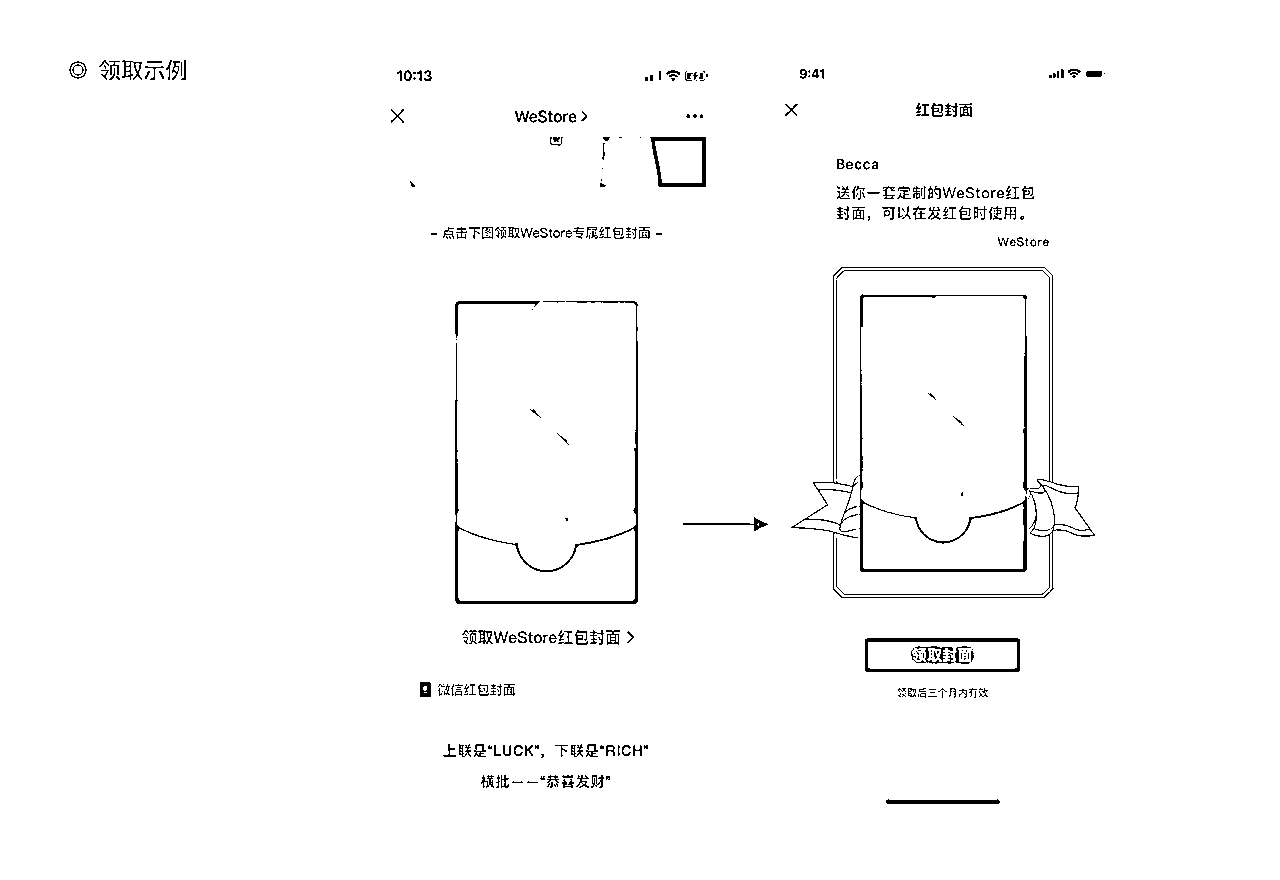 领取示例
10:13
WeStore >
- 点击下图领取WeStore专属红包封面 -
领取WeStore红包封面 >
微信红包封面
上联是“LUCK”，下联是“RICH”
横批——“恭喜发财”
9:41
红包封面
Becca
送你一套定制的WeStore红包
封面，可以在发红包时使用。
WeStore
领取封面
领取后三个月内有效